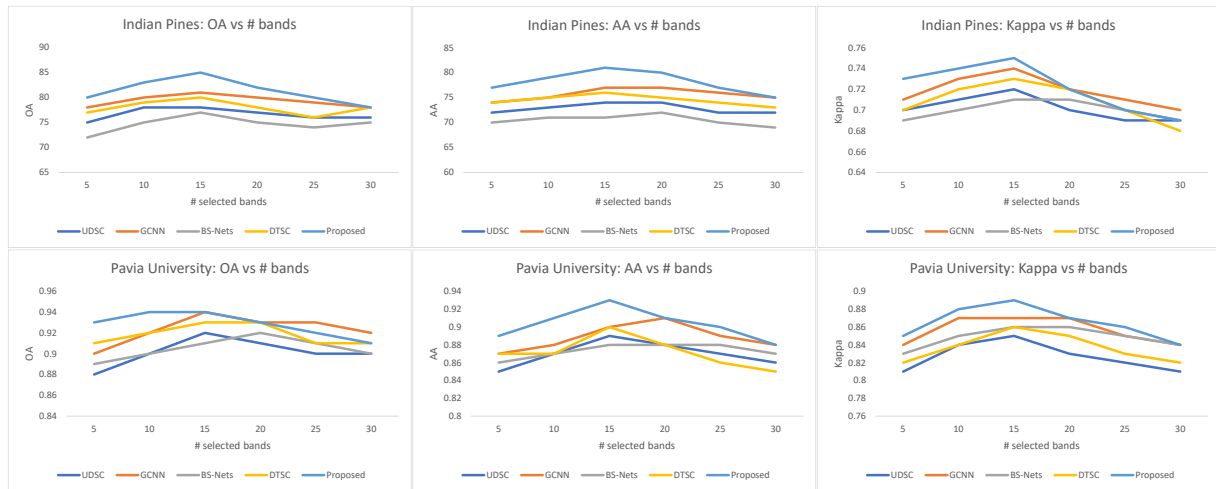 Indian Pines: OA vs # bands
90
85
80
75
70
65
OA
5 10 15 20 25 30
# selected bands
UDSC GCNN BS-Nets DTSC Proposed
Indian Pines: AA vs # bands
85
80
75
70
65
60
AA
5 10 15 20 25 30
# selected bands
UDSC GCNN BS-Nets DTSC Proposed
Indian Pines: Kappa vs # bands
0.76
0.74
0.72
0.7
0.68
0.66
0.64
Kappa
5 10 15 20 25 30
# selected bands
UDSC GCNN BS-Nets DTSC Proposed
Pavia University: OA vs # bands
0.96
0.94
0.92
0.9
0.88
0.86
0.84
OA
5 10 15 20 25 30
# selected bands
UDSC GCNN BS-Nets DTSC Proposed
Pavia University: AA vs # bands
0.94
0.92
0.9
0.88
0.86
0.84
0.82
0.8
AA
5 10 15 20 25 30
# selected bands
UDSC GCNN BS-Nets DTSC Proposed
Pavia University: Kappa vs # bands
0.9
0.88
0.86
0.84
0.82
0.8
0.78
0.76
Kappa
5 10 15 20 25 30
# selected bands
UDSC GCNN BS-Nets DTSC Proposed